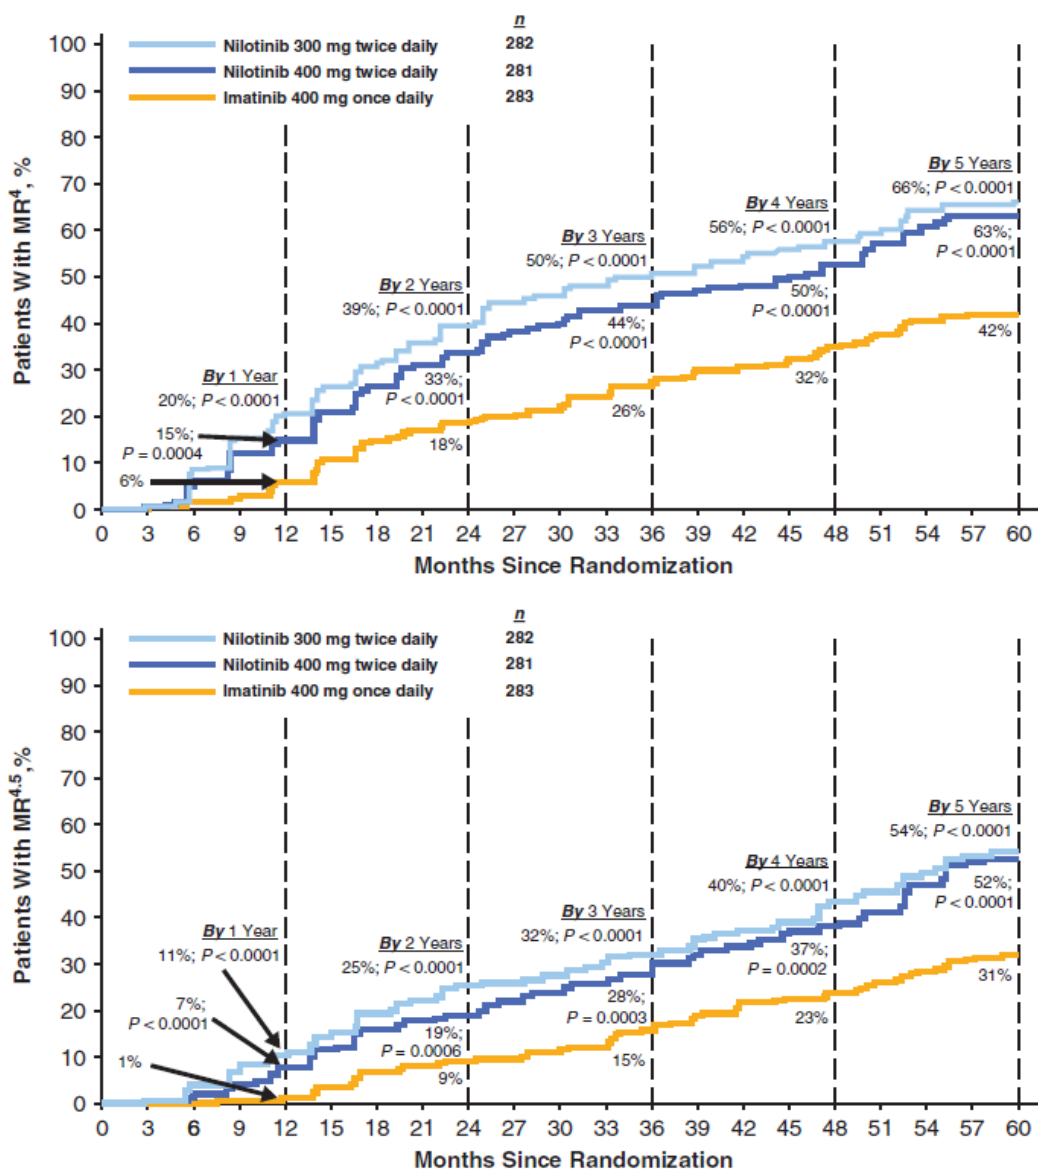 n
Nilotinib 300 mg twice daily 282
Nilotinib 400 mg twice daily 281
Imatinib 400 mg once daily 283
Patients With MR4, %
100
90
80
70
60
50
40
30
20
10
0
By 1 Year
20%; P < 0.0001
15%;
P = 0.0004
6%
By 2 Years
39%; P < 0.0001
33%;
P < 0.0001
18%
By 3 Years
50%; P < 0.0001
44%;
P < 0.0001
26%
By 4 Years
56%; P < 0.0001
50%;
P < 0.0001
32%
By 5 Years
66%; P < 0.0001
63%;
P < 0.0001
42%
0 3 6 9 12 15 18 21 24 27 30 33 36 39 42 45 48 51 54 57 60
Months Since Randomization
n
Nilotinib 300 mg twice daily 282
Nilotinib 400 mg twice daily 281
Imatinib 400 mg once daily 283
Patients With MR4.5,%
100
90
80
70
60
50
40
30
20
10
0
By 1 Year
11%; P < 0.0001
7%;
P < 0.0001
1%
By 2 Years
25%; P < 0.0001
19%;
P = 0.0006
9%
By 3 Years
32%; P < 0.0001
28%;
P = 0.0003
15%
By 4 Years
40%; P < 0.0001
37%;
P = 0.0002
23%
By 5 Years
54%; P < 0.0001
52%;
P < 0.0001
31%
0 3 6 9 12 15 18 21 24 27 30 33 36 39 42 45 48 51 54 57 60
Months Since Randomization